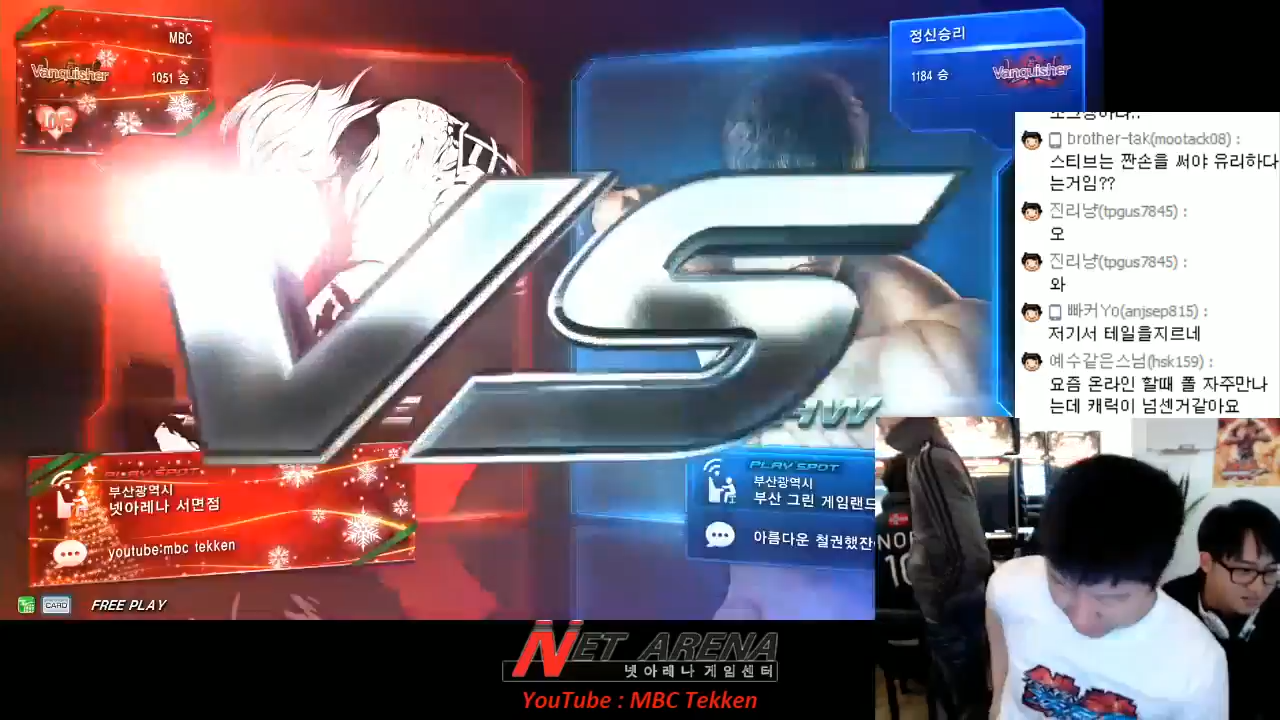 MBC
Vanquisher
1051 승
LOVE
정신승리
1184 승
Vanquisher
VS
brother-tak(mootack08) :
스티브는 짠손을 써야 유리하다
는거임??
진리냥(tpgus7845) :
오
진리냥(tpgus7845) :
와
빠커Yo(anjsep815) :
저기서 테일을지르네
예수같은스님(hsk159) :
요즘 온라인 할때 폴 자주만나
는데 캐릭이 넘센거같아요
PLAY SPOT
부산광역시
넷아레나 서면점
youtube:mbc tekken
PLAY SPOT
부산광역시
부산 그린 게임랜드
아름다운 철권했잔
CARD
FREE PLAY
NET ARENA
넷아레나 게임센터
YouTube : MBC Tekken